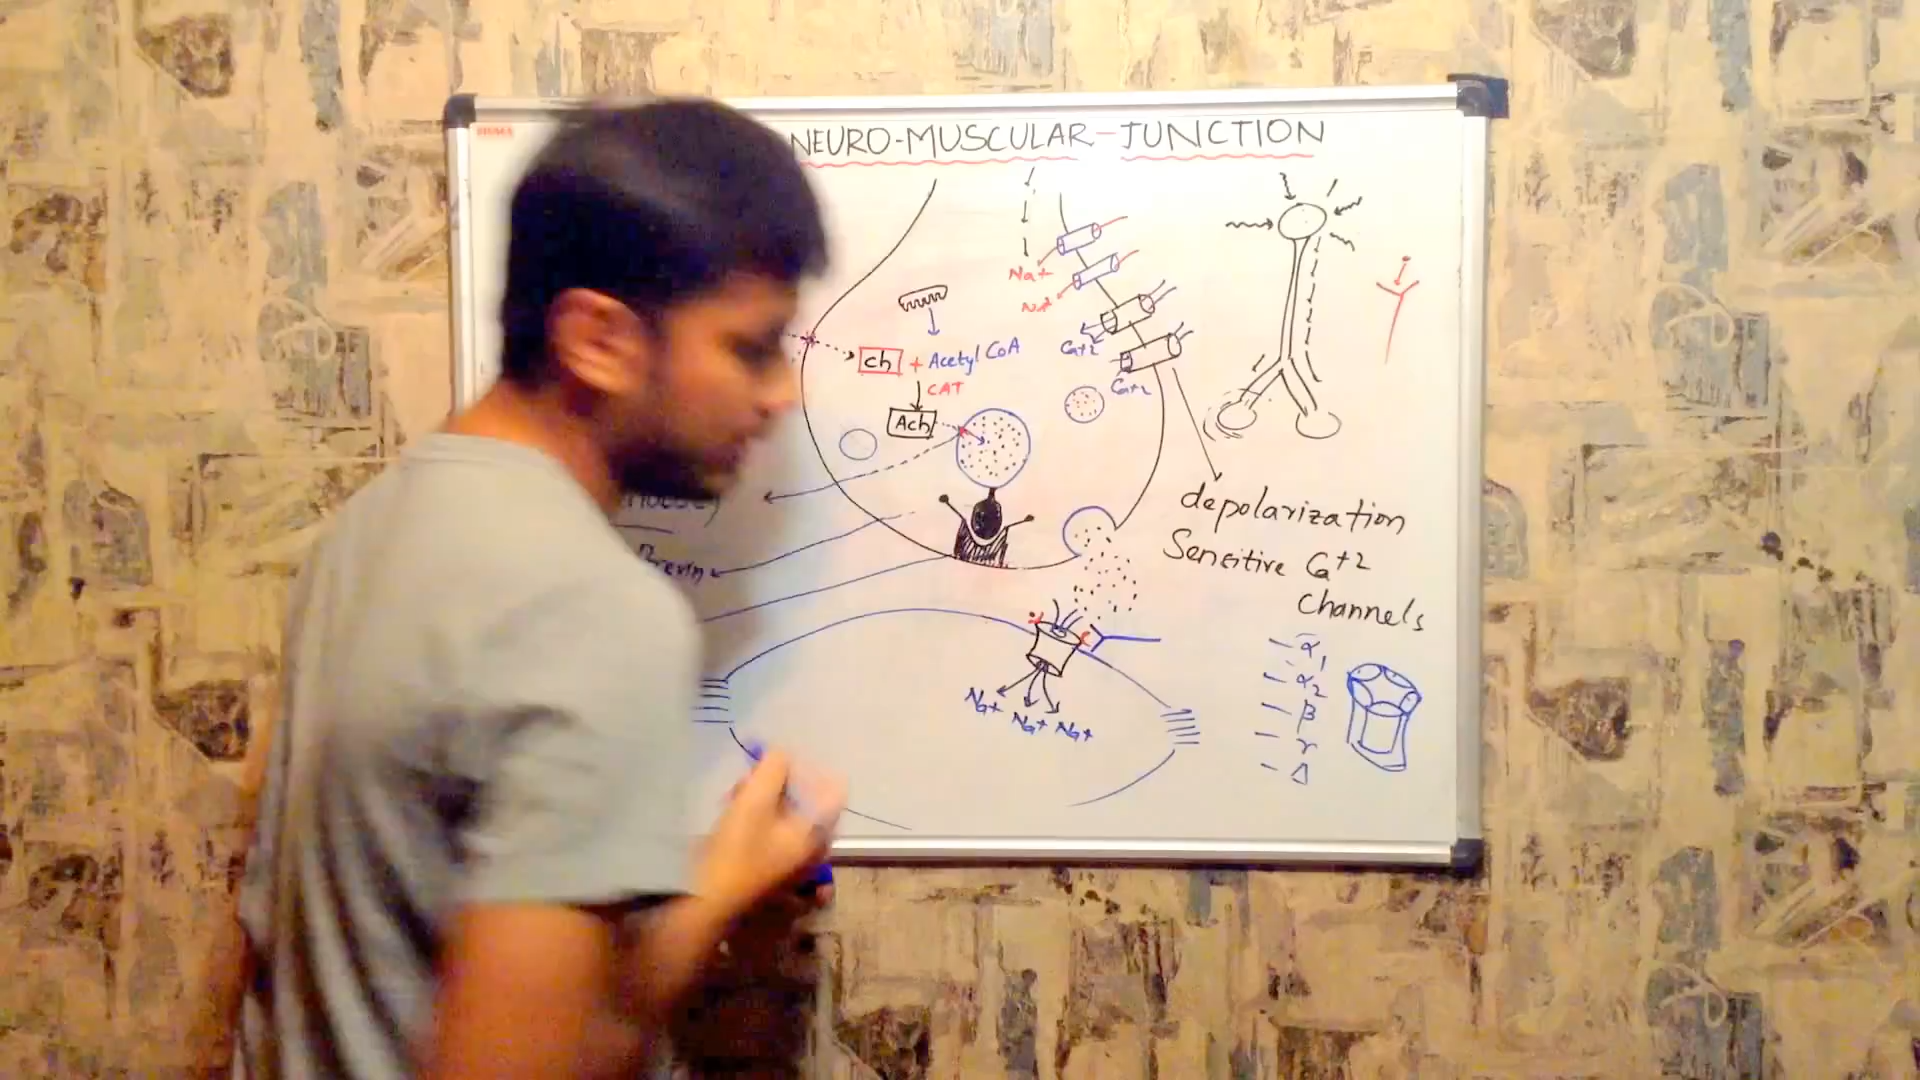 SIGMA
NEURO-MUSCULAR-JUNCTION
Na+
Na+
Ca+2
Ca+2
ch + Acetyl CoA
CAT
Ach
depolarization
Sensitive Ca+2
Channels
Na+ Na+ Na+
- α1
- α2
- β
- γ
- Δ